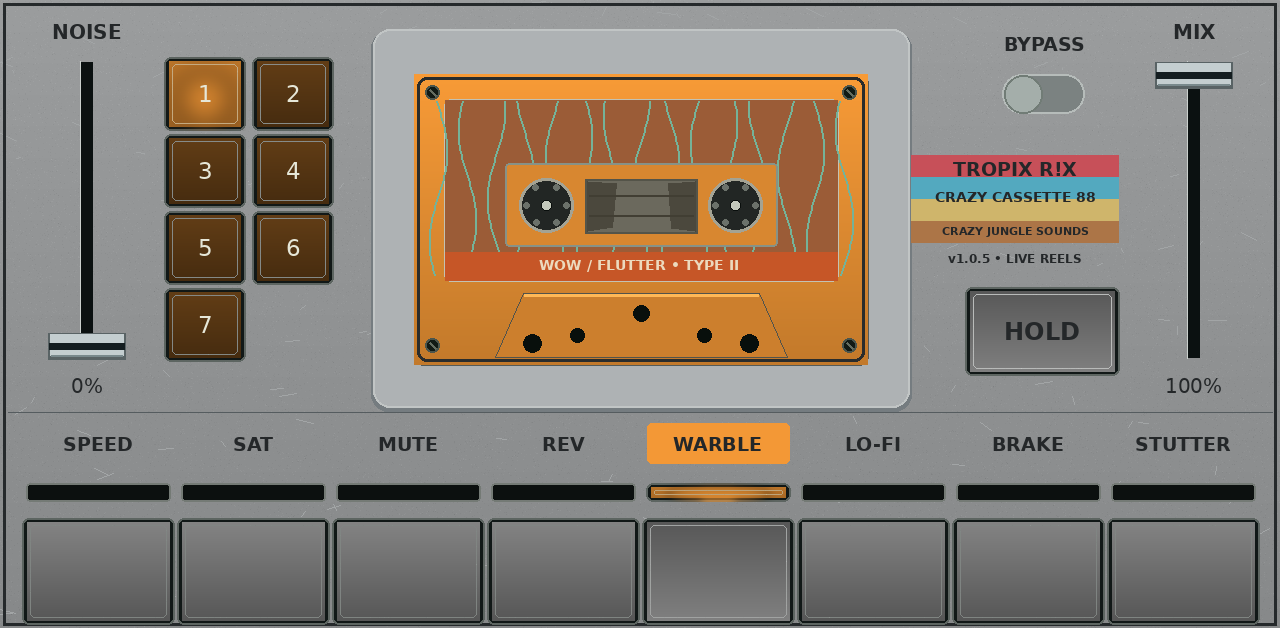 NOISE
1
2
3
4
5
6
7
0%
WOW / FLUTTER • TYPE II
BYPASS
MIX
TROPIX R!X
CRAZY CASSETTE 88
CRAZY JUNGLE SOUNDS
v1.0.5 • LIVE REELS
HOLD
100%
SPEED
SAT
MUTE
REV
WARBLE
LO-FI
BRAKE
STUTTER